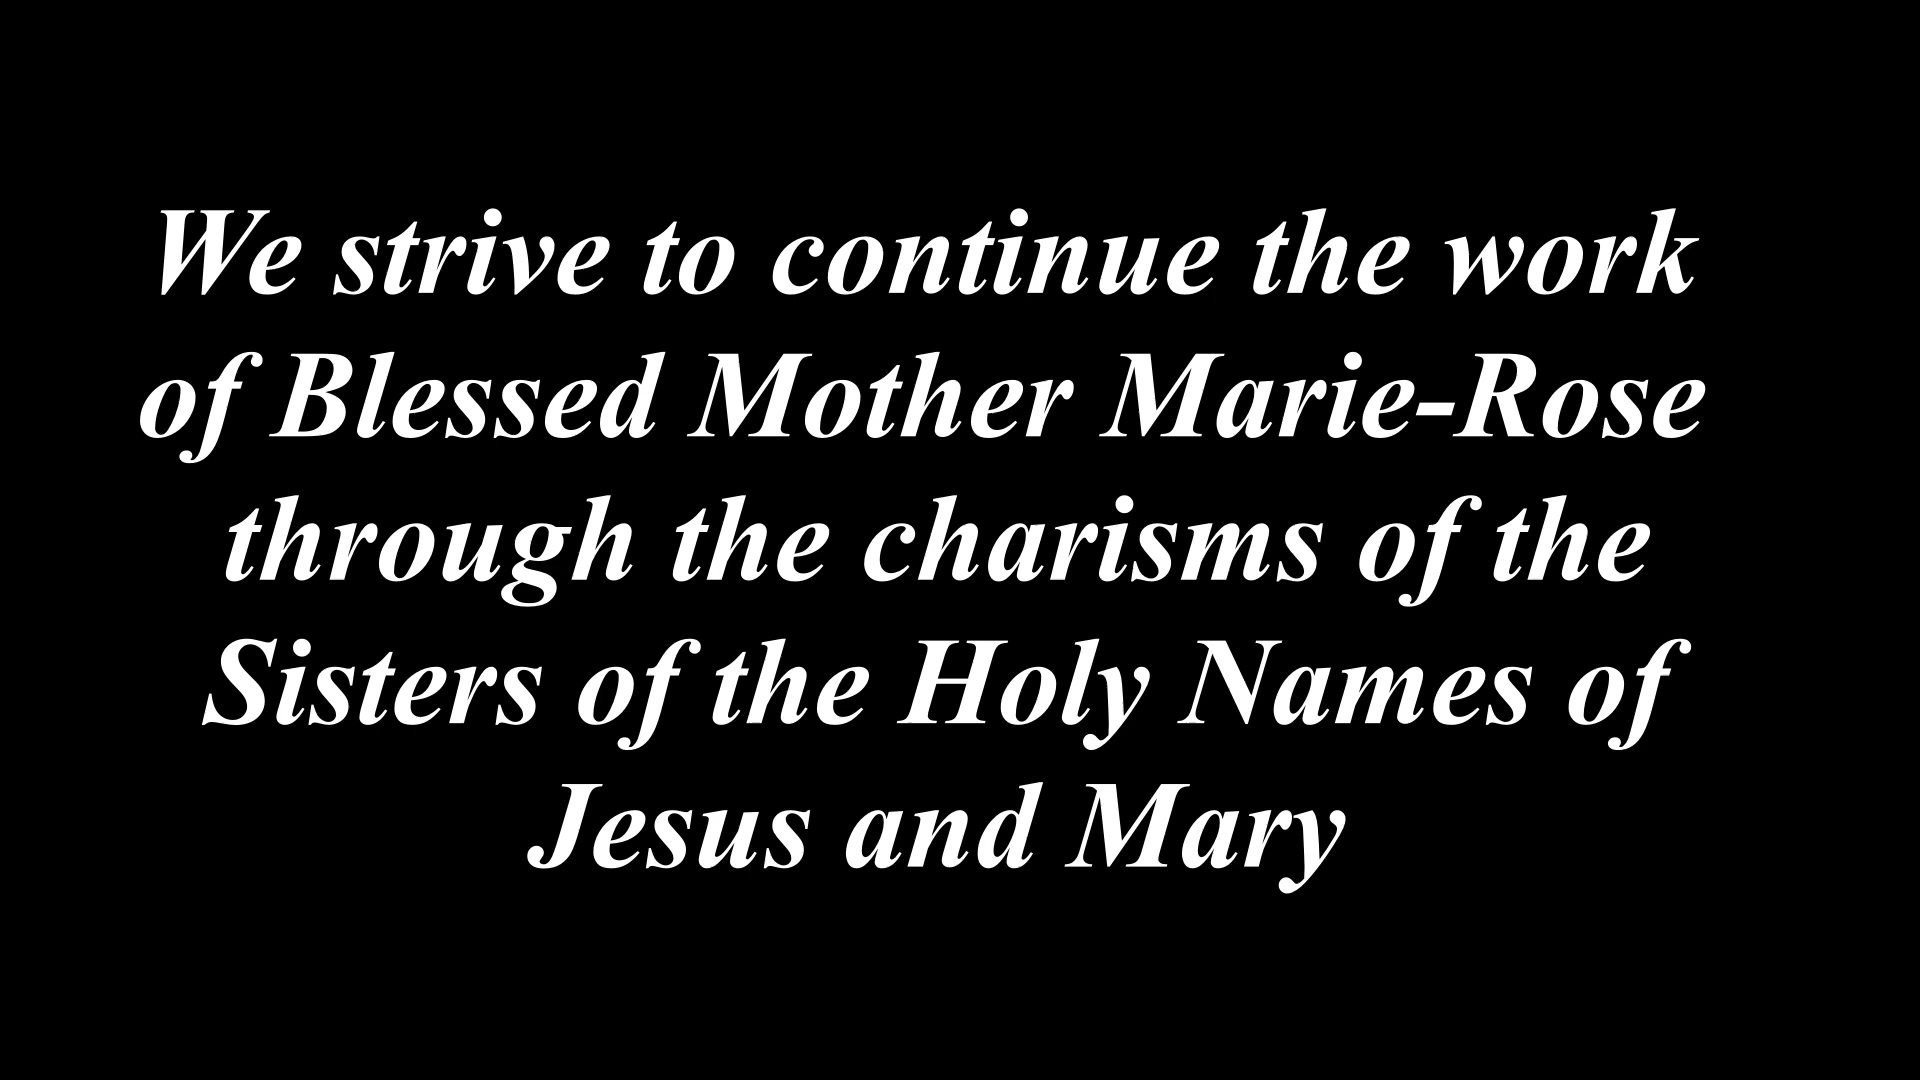 We strive to continue the work
of Blessed Mother Marie-Rose
through the charisms of the
Sisters of the Holy Names of
Jesus and Mary